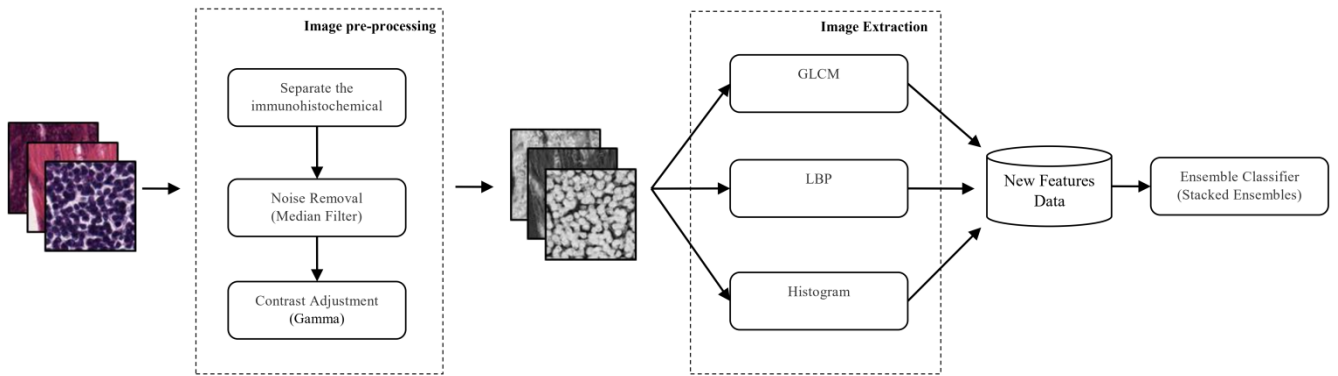 Image pre-processing
Separate the
immunohistochemical
Noise Removal
(Median Filter)
Contrast Adjustment
(Gamma)
Image Extraction
GLCM
LBP
Histogram
New Features
Data
Ensemble Classifier
(Stacked Ensembles)